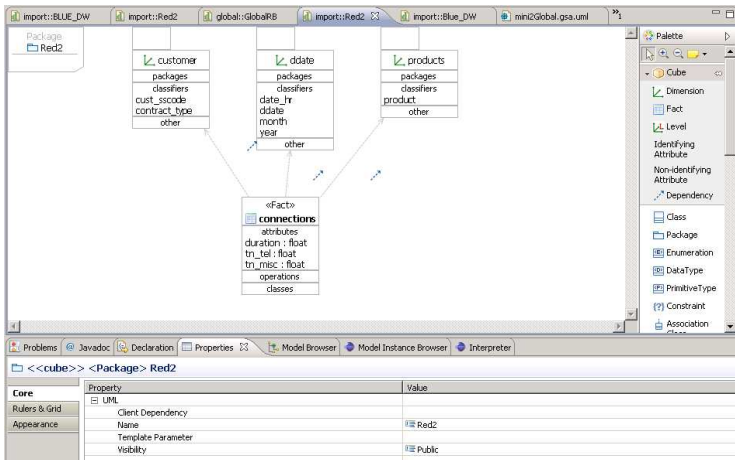 import::BLUE_DW
import::Red2
global::GlobalRB
import::Red2
import::Blue_DW
mini2Global.gsa.uml
»1
Package
Red2
customer
packages
classifiers
cust_sscode
contract_type
other
ddate
packages
classifiers
date_hr
ddate
month
year
other
products
packages
classifiers
product
other
«Fact»
connections
attributes
duration : float
tn_tel : float
tn_misc : float
operations
classes
Palette
Cube
Dimension
Fact
Level
Identifying
Attribute
Non-identifying
Attribute
Dependency
Class
Package
Enumeration
DataType
PrimitiveType
Constraint
Association
Class
Problems
Javadoc
Declaration
Properties
Model Browser
Model Instance Browser
Interpreter
<<cube>> <Package> Red2
Core
Rulers & Grid
Appearance
Property Value
UML
Client Dependency
Name Red2
Template Parameter
Visibility Public